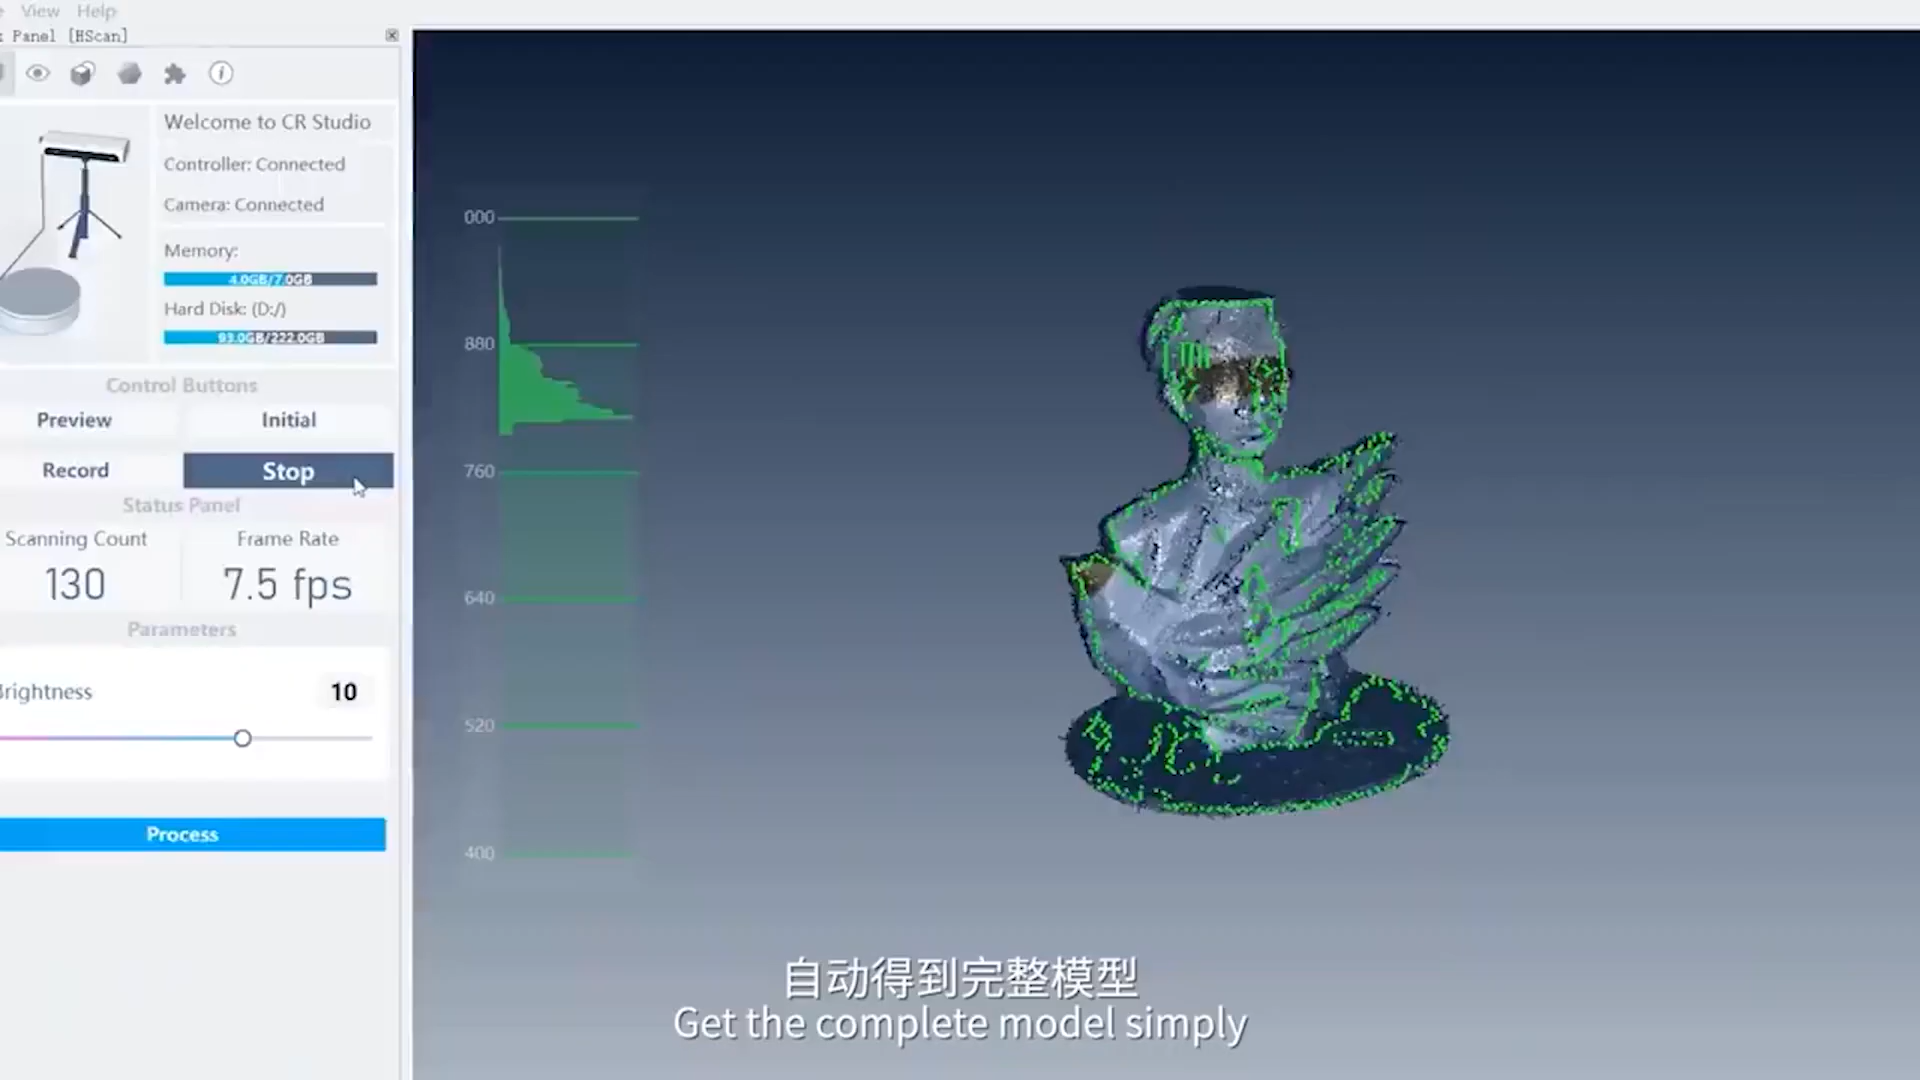 View Help
Panel [HScan]
Welcome to CR Studio
Controller: Connected
Camera: Connected
Memory:
4.0GB/7.0GB
Hard Disk: (D:/)
93.0GB/222.0GB
Control Buttons
Preview Initial
Record Stop
Status Panel
Scanning Count Frame Rate
130 7.5 fps
Parameters
Brightness 10
Process
000
880
760
640
520
400
自动得到完整模型
Get the complete model simply